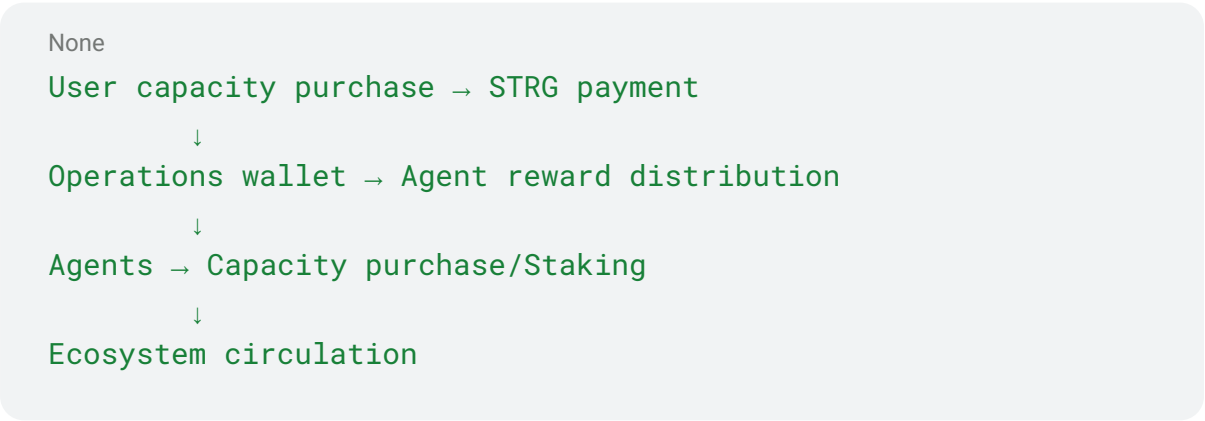 None
User capacity purchase → STRG payment
↓
Operations wallet → Agent reward distribution
↓
Agents → Capacity purchase/Staking
↓
Ecosystem circulation